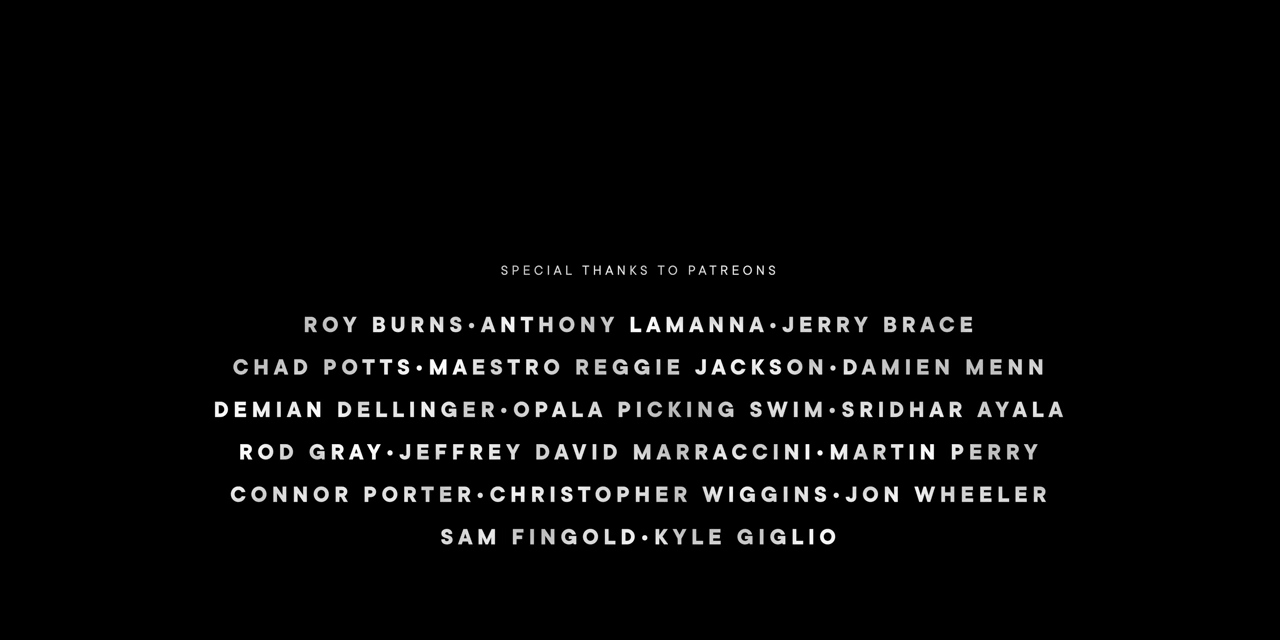 SPECIAL THANKS TO PATREONS
ROY BURNS•ANTHONY LAMANNA•JERRY BRACE
CHAD POTTS•MAESTRO REGGIE JACKSON•DAMIEN MENN
DEMIAN DELLINGER•OPALA PICKING SWIM•SRIDHAR AYALA
ROD GRAY•JEFFREY DAVID MARRACCINI•MARTIN PERRY
CONNOR PORTER•CHRISTOPHER WIGGINS•JON WHEELER
SAM FINGOLD•KYLE GIGLIO